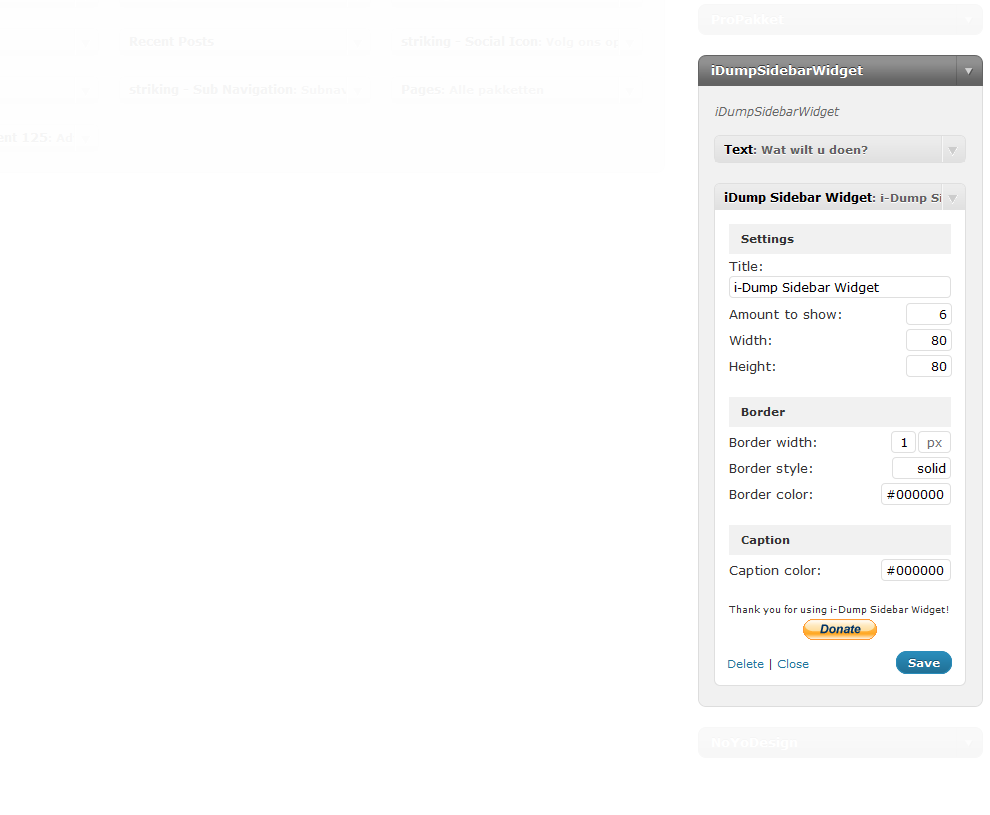 ProPakket
Recent Posts
striking - Social Icon: Volg ons op
striking - Sub Navigation: Subnav
Pages: Alle pakketten
ent 125: Ad
iDumpSidebarWidget
iDumpSidebarWidget
Text: Wat wilt u doen?
iDump Sidebar Widget: i-Dump Si
Settings
Title:
i-Dump Sidebar Widget
Amount to show: 6
Width: 80
Height: 80
Border
Border width: 1 px
Border style: solid
Border color: #000000
Caption
Caption color: #000000
Thank you for using i-Dump Sidebar Widget!
Donate
Delete | Close Save
NoYoDesign